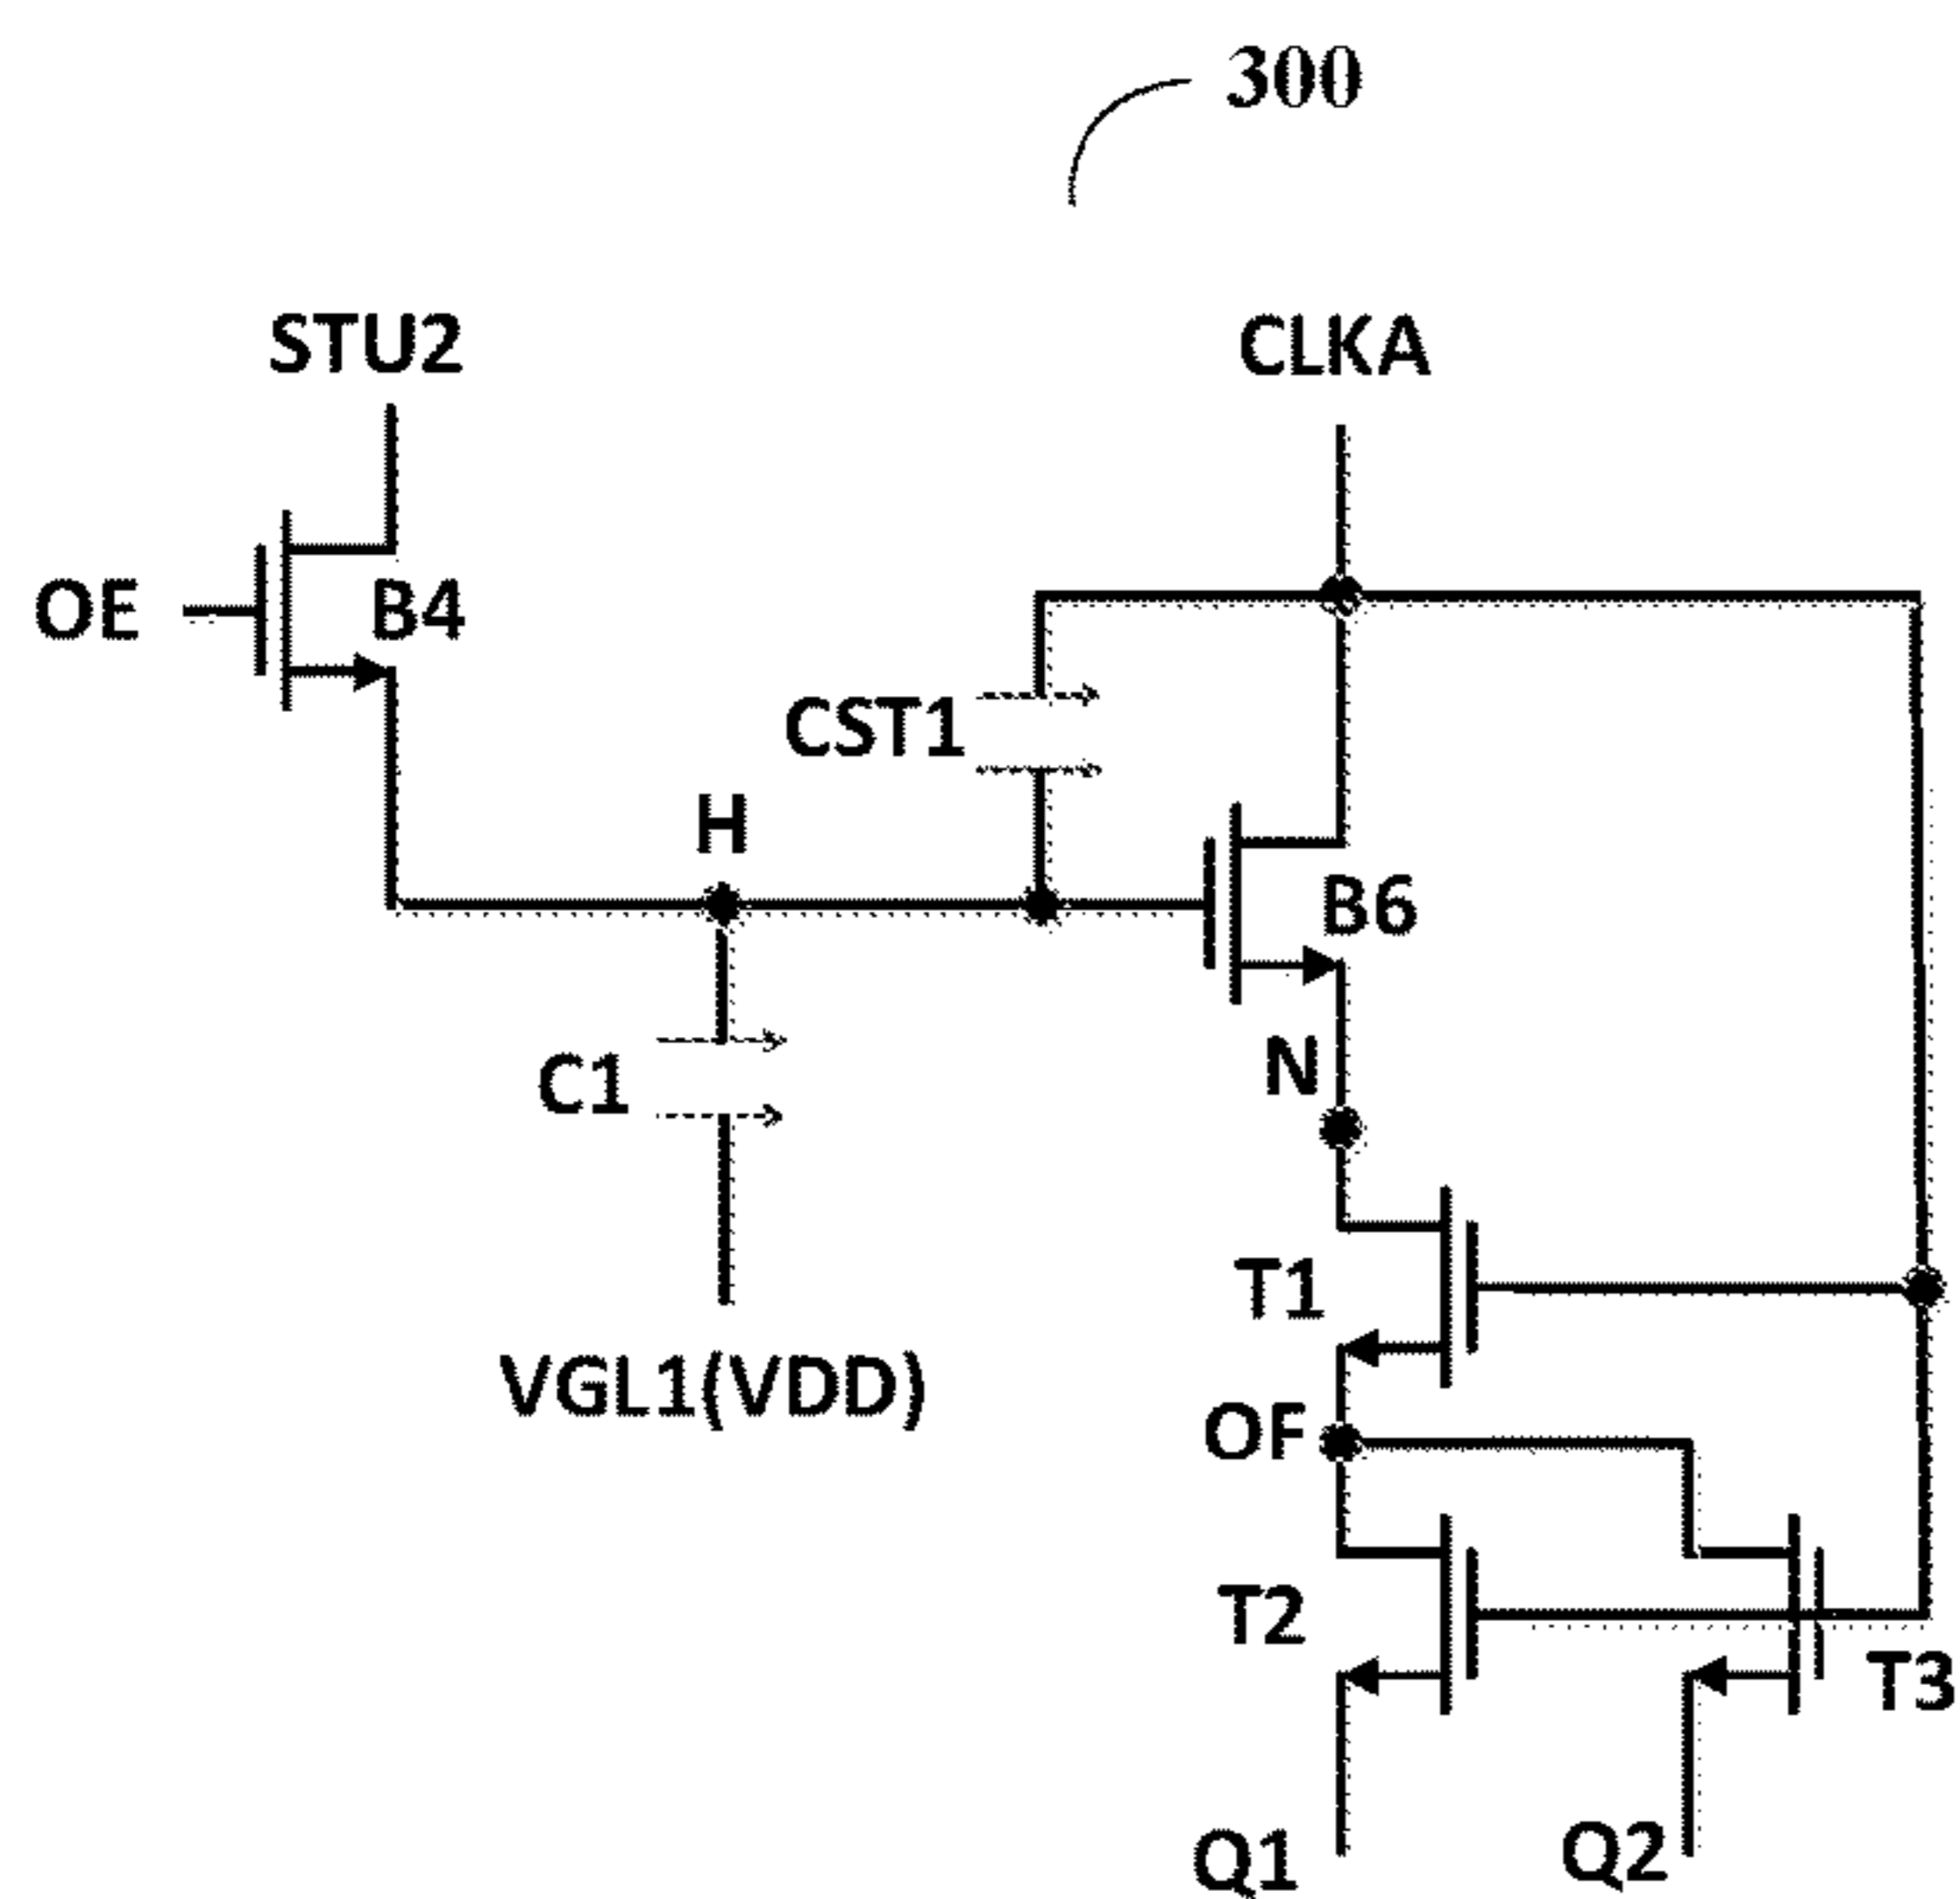 300
STU2
CLKA
OE
B4
CST1
H
B6
N
C1
T1
VGL1(VDD)
OF
T2
T3
Q1
Q2